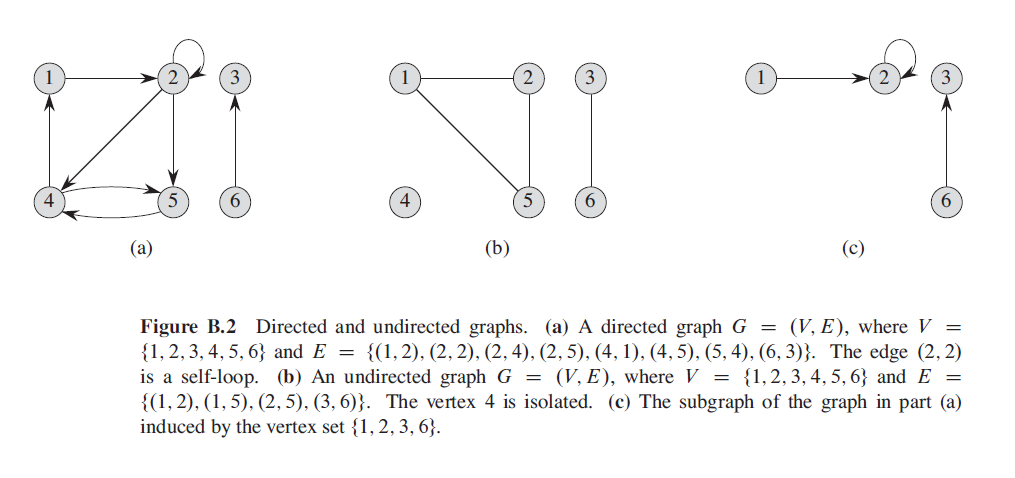 1 2 3 1 2 3 1 2 3
4 5 6 4 5 6 6
(a) (b) (c)
Figure B.2 Directed and undirected graphs. (a) A directed graph G = (V, E), where V =
{1, 2, 3, 4, 5, 6} and E = {(1, 2), (2, 2), (2, 4), (2, 5), (4, 1), (4, 5), (5, 4), (6, 3)}. The edge (2, 2)
is a self-loop. (b) An undirected graph G = (V, E), where V = {1, 2, 3, 4, 5, 6} and E =
{(1, 2), (1, 5), (2, 5), (3, 6)}. The vertex 4 is isolated. (c) The subgraph of the graph in part (a)
induced by the vertex set {1, 2, 3, 6}.